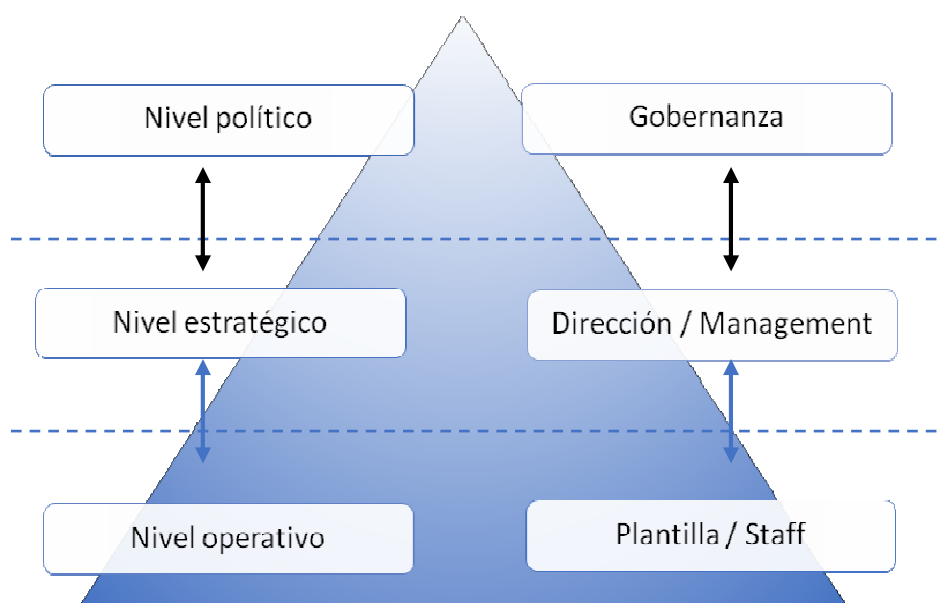 Nivel político
Gobernanza
Nivel estratégico
Dirección / Management
Nivel operativo
Plantilla / Staff